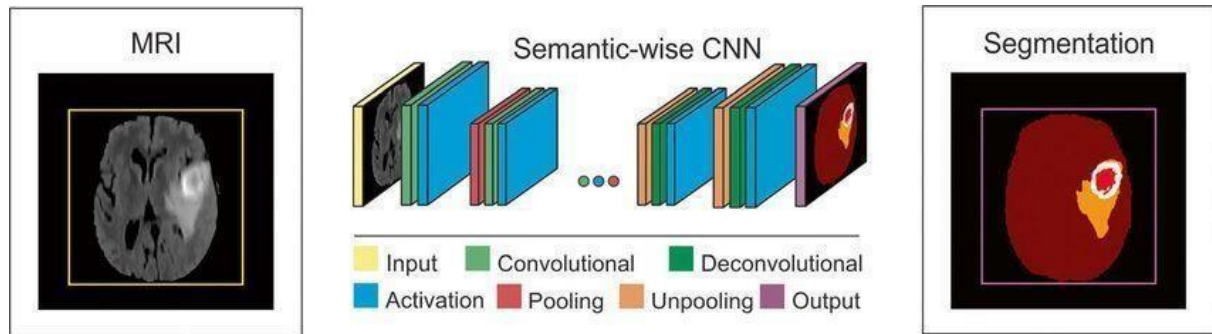 MRI
Semantic-wise CNN
Input Convolutional Deconvolutional
Activation Pooling Unpooling Output
Segmentation